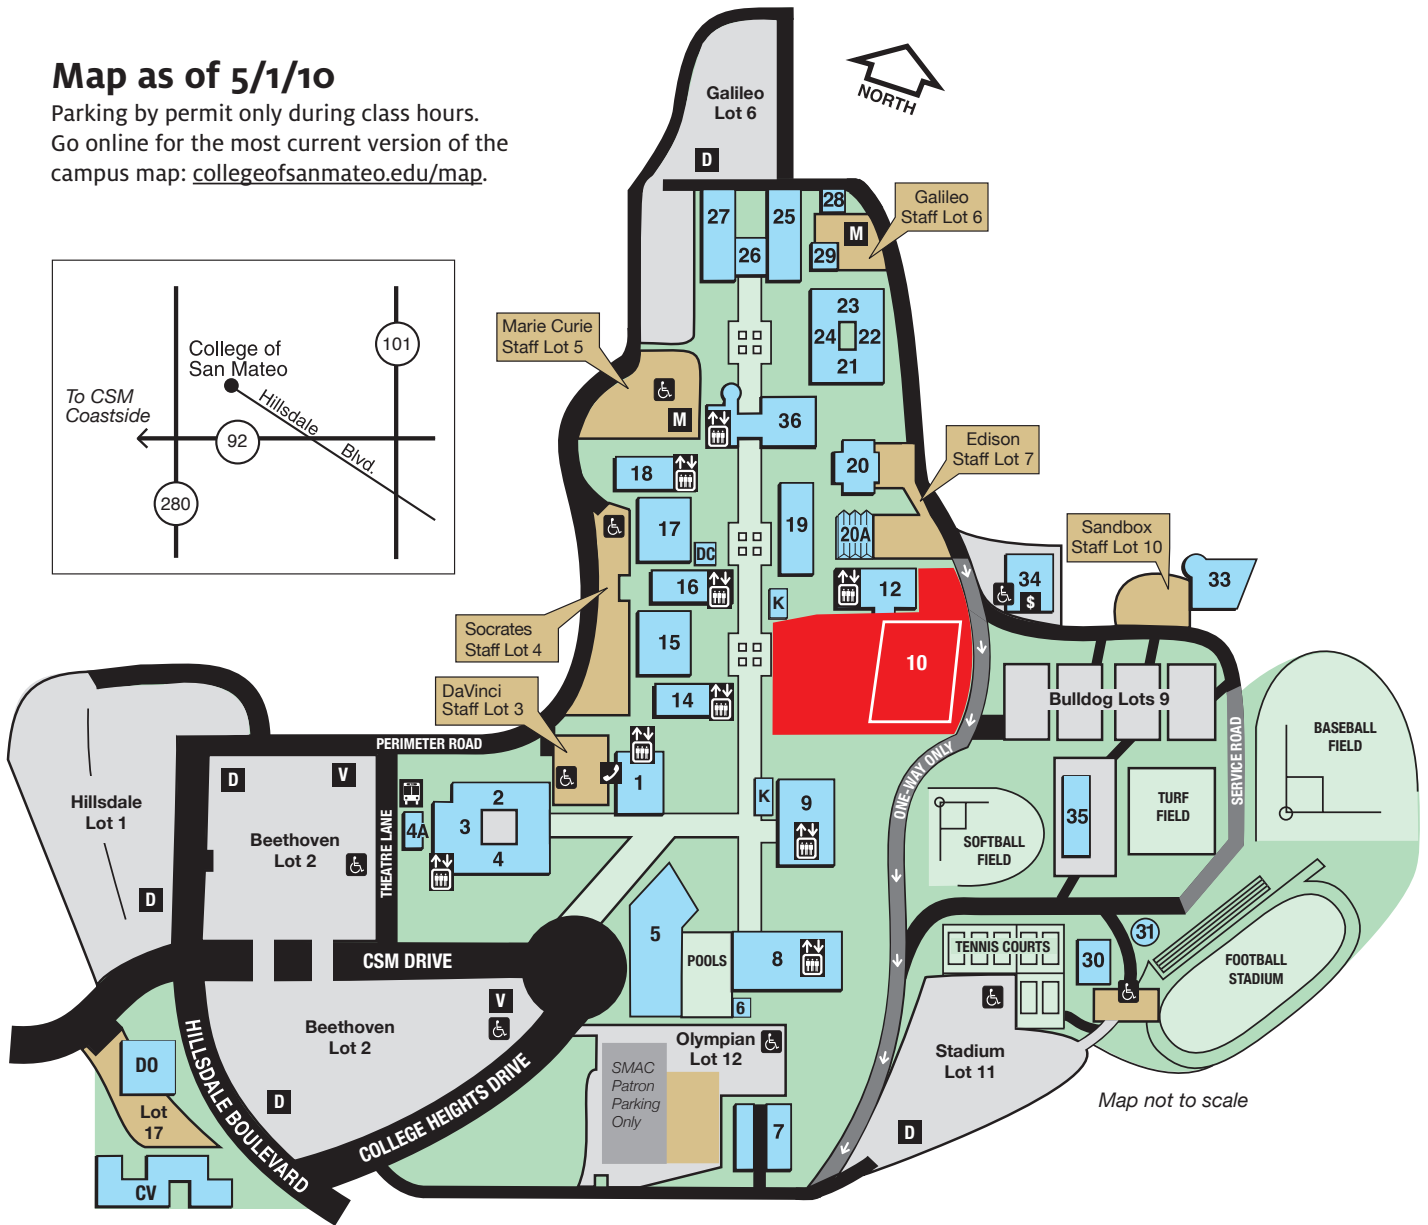 Map as of 5/1/10
Parking by permit only during class hours.
Go online for the most current version of the
campus map: collegeofsanmateo.edu/map.
NORTH
Galileo
Lot 6
D
27
25
28
26
29
M
Galileo
Staff Lot 6
23
24
22
21
101
College of
San Mateo
To CSM
Coastside
Hillsdale
Blvd.
92
280
Marie Curie
Staff Lot 5
M
36
18
20
Edison
Staff Lot 7
17
DC
19
20A
Sandbox
Staff Lot 10
16
K
12
34
$
33
Socrates
Staff Lot 4
15
10
14
DaVinci
Staff Lot 3
Bulldog Lots 9
PERIMETER ROAD
ONE-WAY ONLY
SERVICE ROAD
BASEBALL
FIELD
D
V
Hillsdale
Lot 1
Beethoven
Lot 2
THEATRE LANE
D
2
3
4A
4
1
K
9
35
TURF
FIELD
SOFTBALL
FIELD
CSM DRIVE
5
POOLS
8
6
TENNIS COURTS
30
31
FOOTBALL
STADIUM
V
Beethoven
Lot 2
D
HILLSDALE BOULEVARD
COLLEGE HEIGHTS DRIVE
DO
Lot
17
CV
Olympian
Lot 12
SMAC
Patron
Parking
Only
7
Stadium
Lot 11
D
Map not to scale